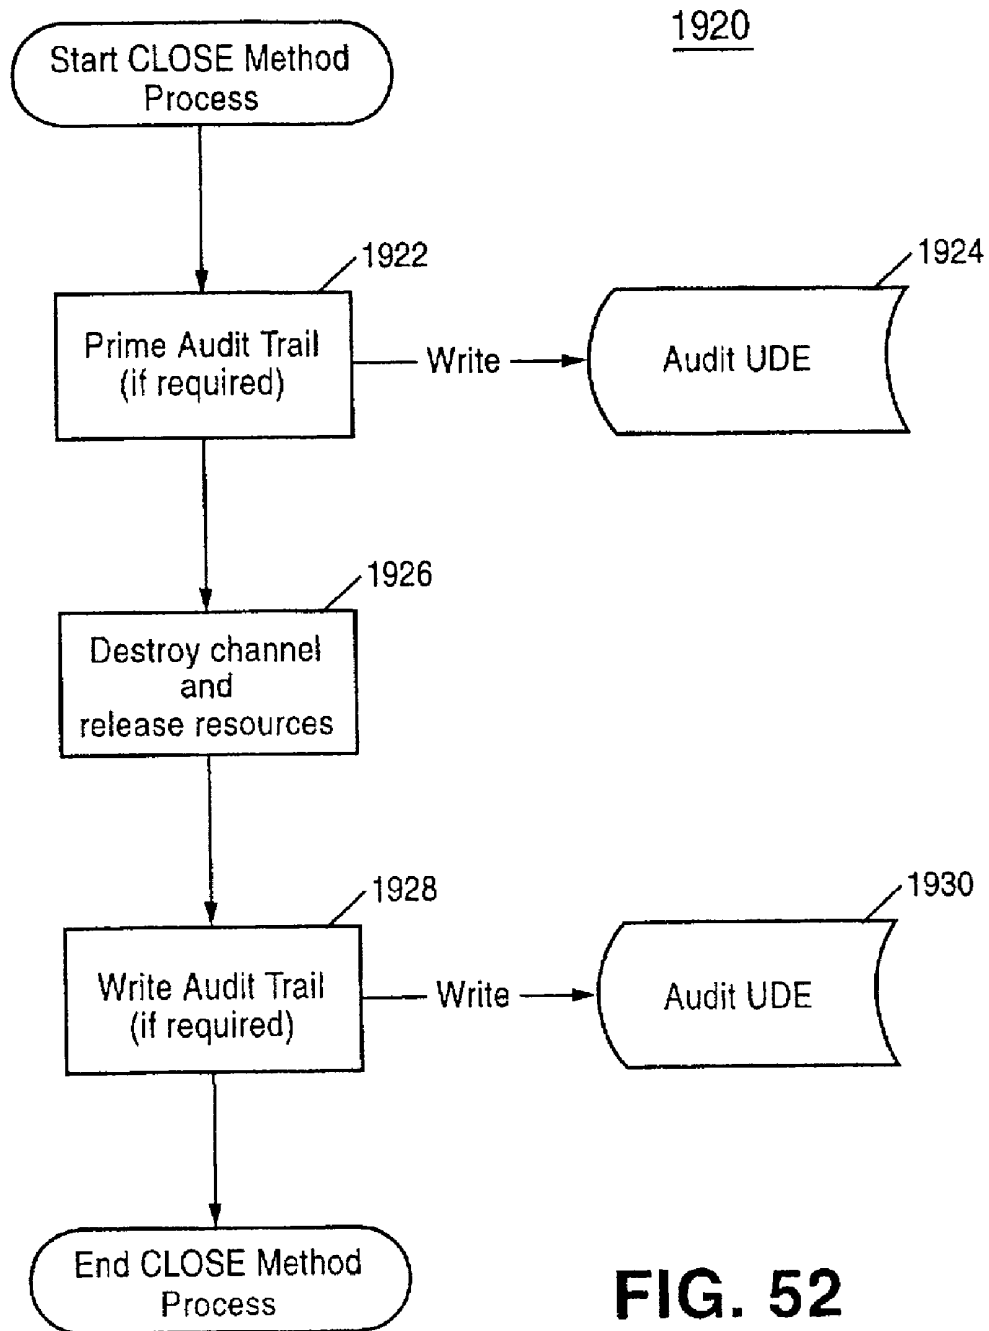 1920
Start CLOSE Method
Process
1922
Prime Audit Trail
(if required)
Write
1924
Audit UDE
1926
Destroy channel
and
release resources
1928
Write Audit Trail
(if required)
Write
1930
Audit UDE
End CLOSE Method
Process
FIG. 52